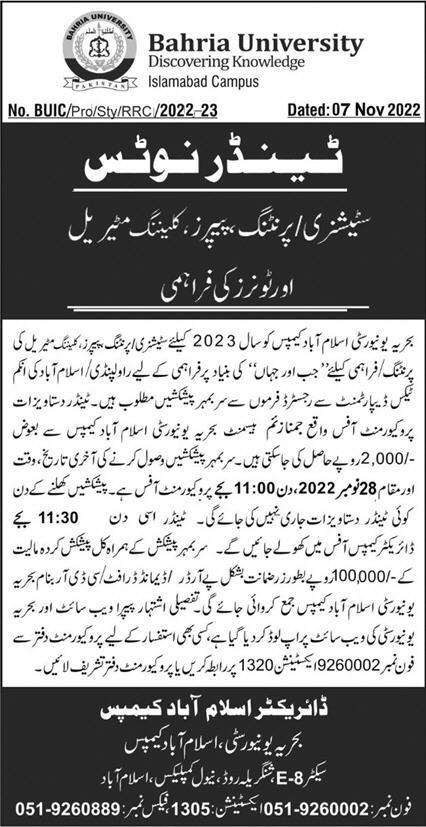 BAHRIA UNIVERSITY
PAKISTAN
Bahria University
Discovering Knowledge
Islamabad Campus
No. BUIC/Pro/Sty/RRC/2022-23 Dated: 07 Nov 2022
ٹینڈر نوٹس
سٹیشنری/پرنٹنگ، پیپرز، کلیننگ مٹیریل
اور ٹونرز کی فراہمی
بحریہ یونیورسٹی اسلام آباد کیمپس کو سال 2023 کیلئے سٹیشنری/پرنٹنگ، پیپرز، کلیننگ مٹیریل کی
پرنٹنگ/فراہمی کیلئے ”جب اور جہاں“ کی بنیاد پر فراہمی کے لیے راولپنڈی/اسلام آباد کی انکم
ٹیکس ڈیپارٹمنٹ سے رجسٹرڈ فرموں سے سربمہر پیشکشیں مطلوب ہیں۔ ٹینڈر دستاویزات
پروکیورمنٹ آفس واقع جمنازیم بیسمنٹ بحریہ یونیورسٹی اسلام آباد کیمپس سے بعوض
2,000/- روپے حاصل کی جاسکتی ہیں۔ سربمہر پیشکشیں وصول کرنے کی آخری تاریخ، وقت
اور مقام 28 نومبر 2022، دن 11:00 بجے پروکیورمنٹ آفس ہے۔ پیشکشیں کھلنے کے دن
کوئی ٹینڈر دستاویزات جاری نہیں کی جائے گی۔ ٹینڈر اسی دن 11:30 بجے
ڈائریکٹر کیمپس آفس میں کھولے جائیں گے۔ سربمہر پیشکش کے ہمراہ کل پیشکش کردہ مالیت
کے -/100,000 روپے بطور زر ضمانت بشکل پے آرڈر/ڈیمانڈ ڈرافٹ/سی ڈی آر بنام بحریہ
یونیورسٹی اسلام آباد کیمپس جمع کروائی جائے گی۔ تفصیلی اشتہار پیپرا ویب سائٹ اور بحریہ
یونیورسٹی کی ویب سائٹ پر اپ لوڈ کر دیا گیا ہے، کسی بھی استفسار کے لیے پروکیورمنٹ دفتر سے
فون نمبر 9260002 ایکسٹینشن 1320 پر رابطہ کریں یا پروکیورمنٹ دفتر تشریف لائیں۔
ڈائریکٹر اسلام آباد کیمپس
بحریہ یونیورسٹی، اسلام آباد کیمپس
سیکٹر E-8، شنگریلہ روڈ، نیول کمپلیکس، اسلام آباد
فون نمبر: 051-9260002 ایکسٹینشن: 1305، فیکس نمبر: 051-9260889